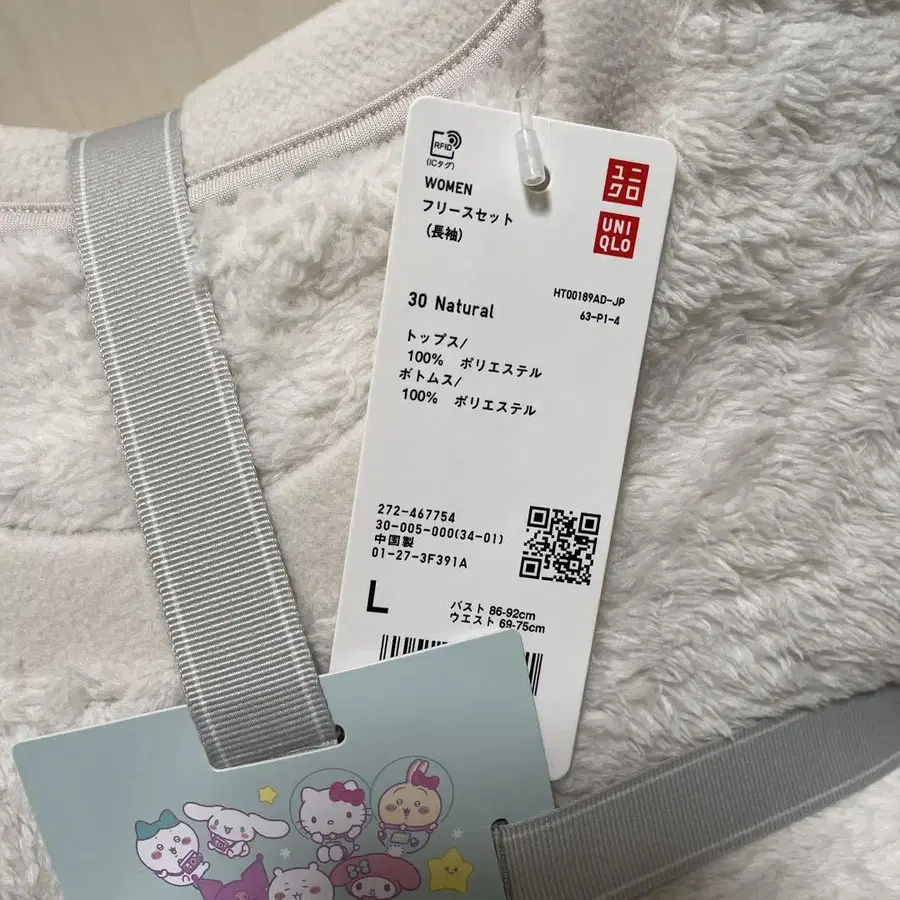 RFID
(ICタグ)
WOMEN
フリースセット
(長袖)
ユニ
クロ
UNI
QLO
HT00189AD-JP
63-P1-4
30 Natural
トップス/
100% ポリエステル
ボトムス/
100% ポリエステル
272-467754
30-005-000(34-01)
中国製
01-27-3F391A
L
バスト 86-92cm
ウエスト 69-75cm